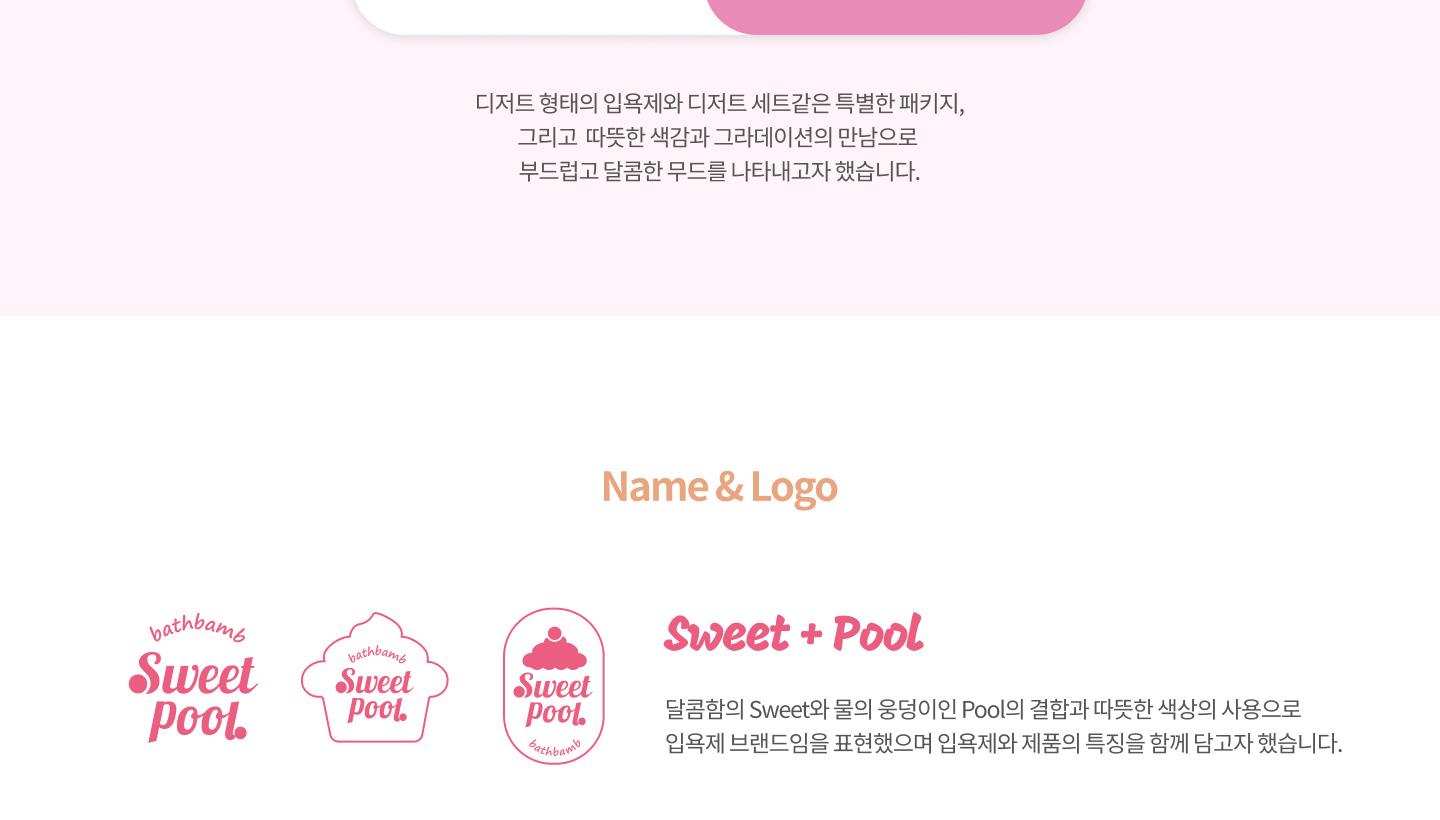 디저트 형태의 입욕제와 디저트 세트같은 특별한 패키지,
그리고 따뜻한 색감과 그라데이션의 만남으로
부드럽고 달콤한 무드를 나타내고자 했습니다.
Name & Logo
bathbamb
Sweet
pool.
bathbamb
Sweet
pool.
Sweet
pool.
bathbamb
Sweet + Pool
달콤함의 Sweet와 물의 웅덩이인 Pool의 결합과 따뜻한 색상의 사용으로
입욕제 브랜드임을 표현했으며 입욕제와 제품의 특징을 함께 담고자 했습니다.